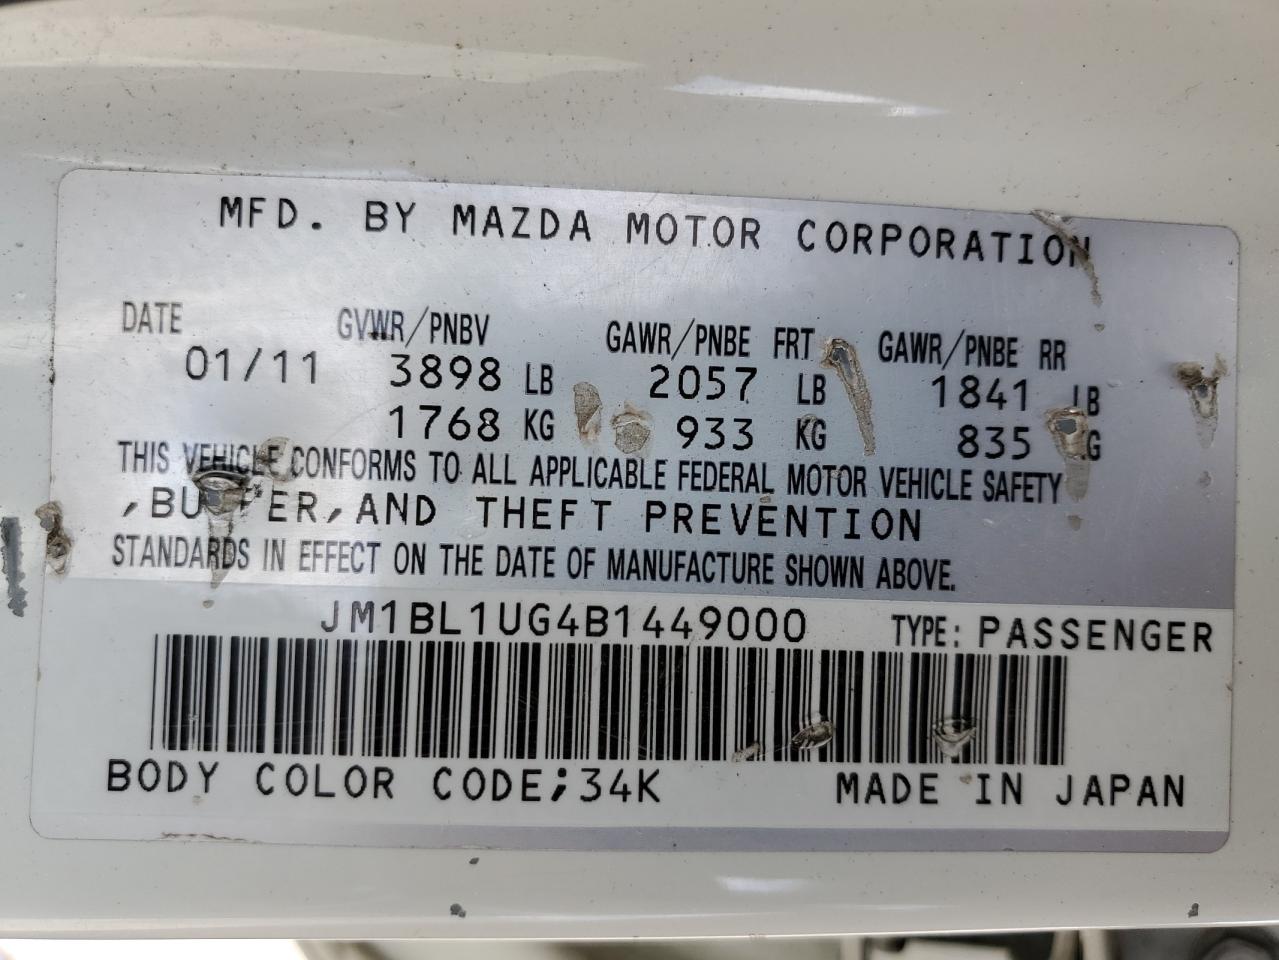 MFD. BY MAZDA MOTOR CORPORATION
DATE GVWR/PNBV GAWR/PNBE FRT GAWR/PNBE RR
01/11 3898 LB 2057 LB 1841 LB
1768 KG 933 KG 835 KG
THIS VEHICLE CONFORMS TO ALL APPLICABLE FEDERAL MOTOR VEHICLE SAFETY
,BUMPER,AND THEFT PREVENTION
STANDARDS IN EFFECT ON THE DATE OF MANUFACTURE SHOWN ABOVE.
JM1BL1UG4B1449000 TYPE: PASSENGER
BODY COLOR CODE;34K MADE IN JAPAN